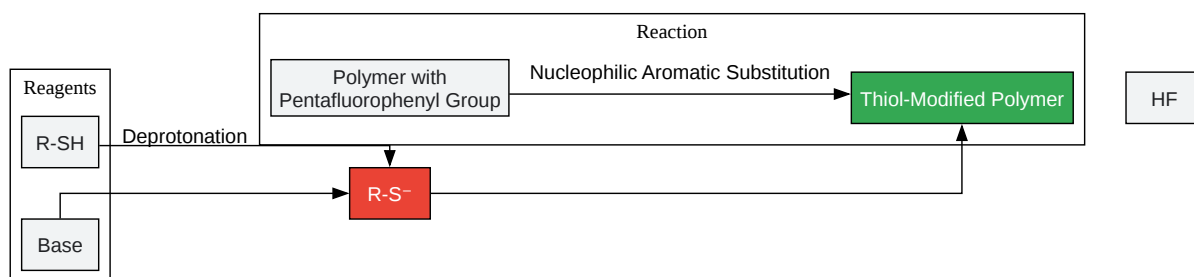 Reaction
Polymer with
Pentafluorophenyl Group
Nucleophilic Aromatic Substitution
Thiol-Modified Polymer
HF
Reagents
R-SH
Deprotonation
R-S⁻
Base